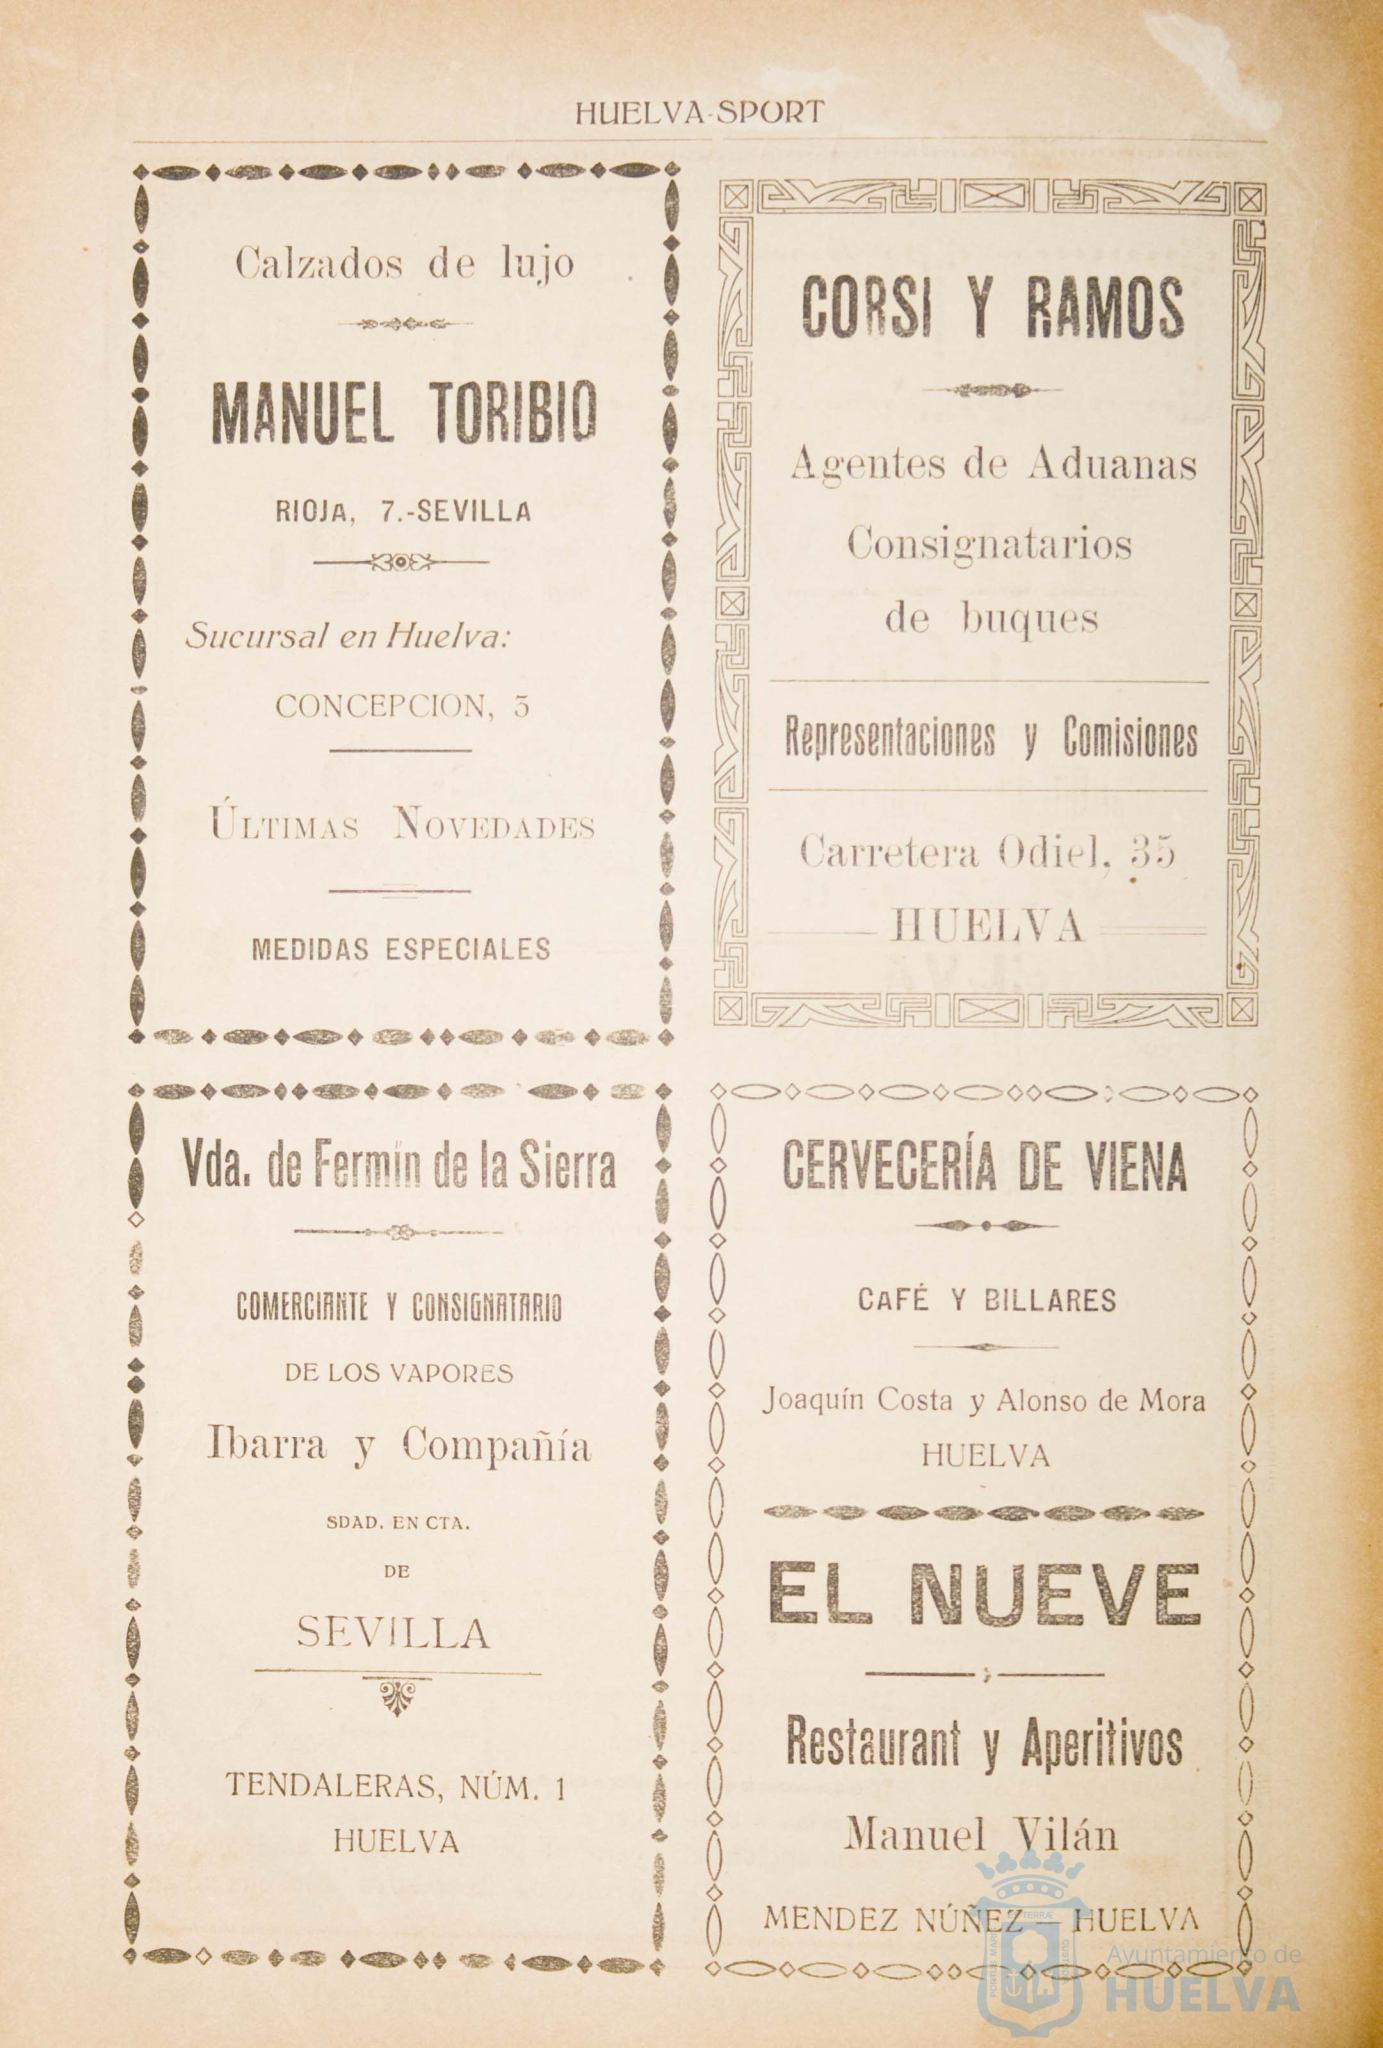 HUELVA-SPORT
Calzados de lujo
MANUEL TORIBIO
RIOJA, 7.-SEVILLA
Sucursal en Huelva:
CONCEPCION, 3
ÚLTIMAS NOVEDADES
MEDIDAS ESPECIALES
CORSI Y RAMOS
Agentes de Aduanas
Consignatarios
de buques
Representaciones y Comisiones
Carretera Odiel, 35
HUELVA
Vda. de Fermín de la Sierra
COMERCIANTE Y CONSIGNATARIO
DE LOS VAPORES
Ibarra y Compañía
SDAD. EN CTA.
DE
SEVILLA
TENDALERAS, NÚM. 1
HUELVA
CERVECERÍA DE VIENA
CAFÉ Y BILLARES
Joaquín Costa y Alonso de Mora
HUELVA
EL NUEVE
Restaurant y Aperitivos
Manuel Vilán
MENDEZ NÚÑEZ — HUELVA
Ayuntamiento de
HUELVA